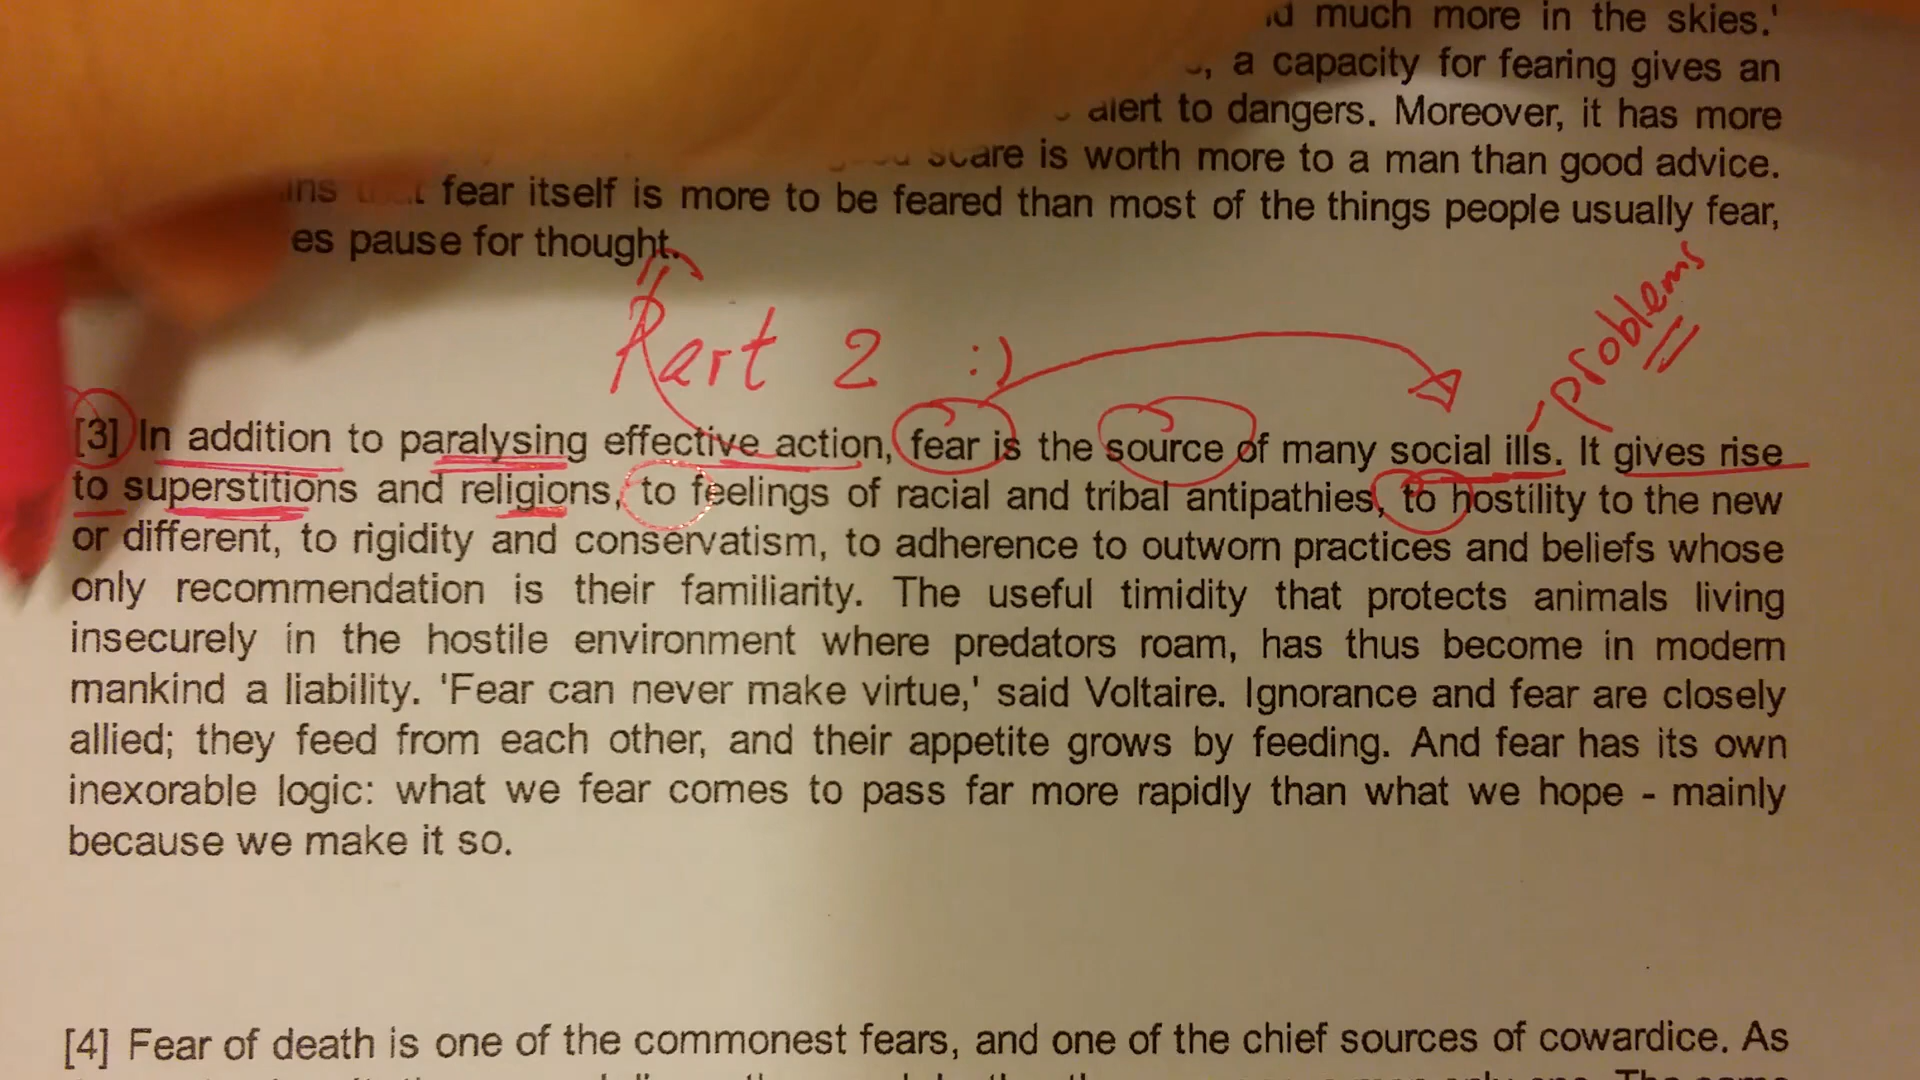 much more in the skies.'
a capacity for fearing gives an
alert to dangers. Moreover, it has more
scare is worth more to a man than good advice.
fear itself is more to be feared than most of the things people usually fear,
pause for thought.
problems
Part 2 :)
[3] In addition to paralysing effective action, fear is the source of many social ills. It gives rise
to superstitions and religions, to feelings of racial and tribal antipathies, to hostility to the new
or different, to rigidity and conservatism, to adherence to outworn practices and beliefs whose
only recommendation is their familiarity. The useful timidity that protects animals living
insecurely in the hostile environment where predators roam, has thus become in modern
mankind a liability. 'Fear can never make virtue,' said Voltaire. Ignorance and fear are closely
allied; they feed from each other, and their appetite grows by feeding. And fear has its own
inexorable logic: what we fear comes to pass far more rapidly than what we hope - mainly
because we make it so.
[4] Fear of death is one of the commonest fears, and one of the chief sources of cowardice. As